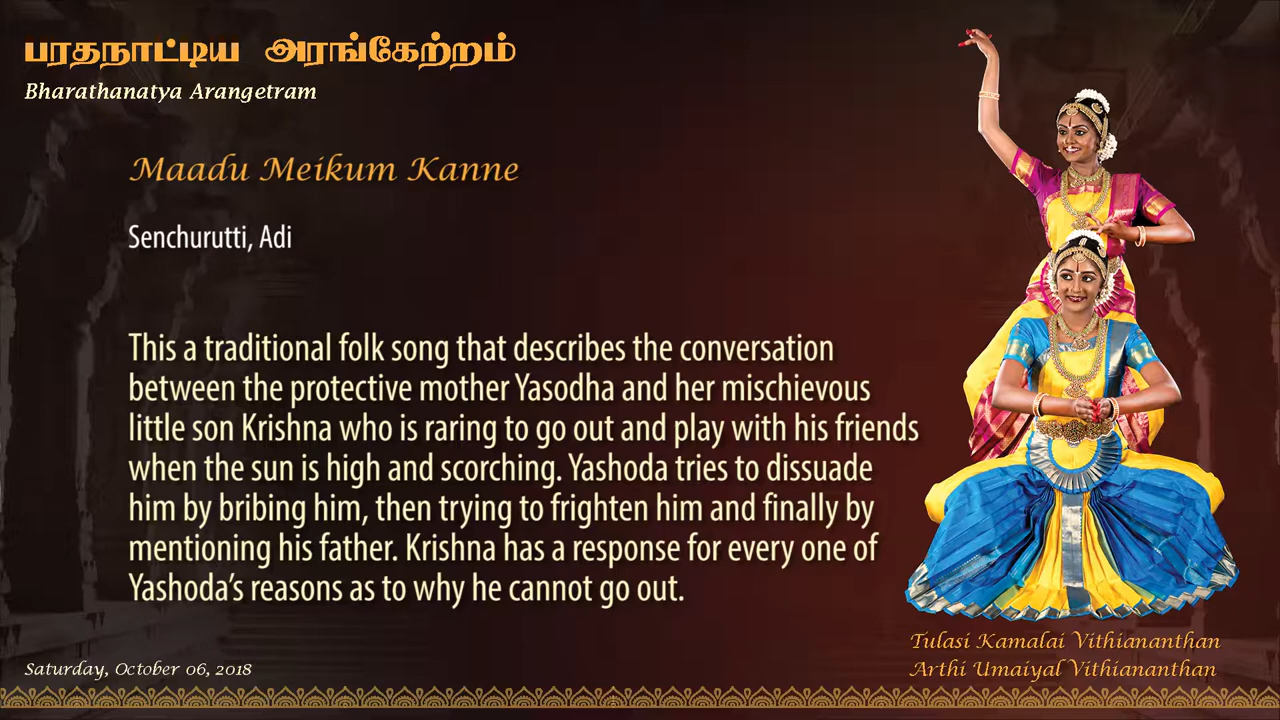 பரதநாட்டிய அரங்கேற்றம்
Bharathanatya Arangetram
Maadu Meikum Kanne
Senchurutti, Adi
This a traditional folk song that describes the conversation
between the protective mother Yasodha and her mischievous
little son Krishna who is raring to go out and play with his friends
when the sun is high and scorching. Yashoda tries to dissuade
him by bribing him, then trying to frighten him and finally by
mentioning his father. Krishna has a response for every one of
Yashoda's reasons as to why he cannot go out.
Tulasi Kamalai Vithiananthan
Arthi Umaiyal Vithiananthan
Saturday, October 06, 2018